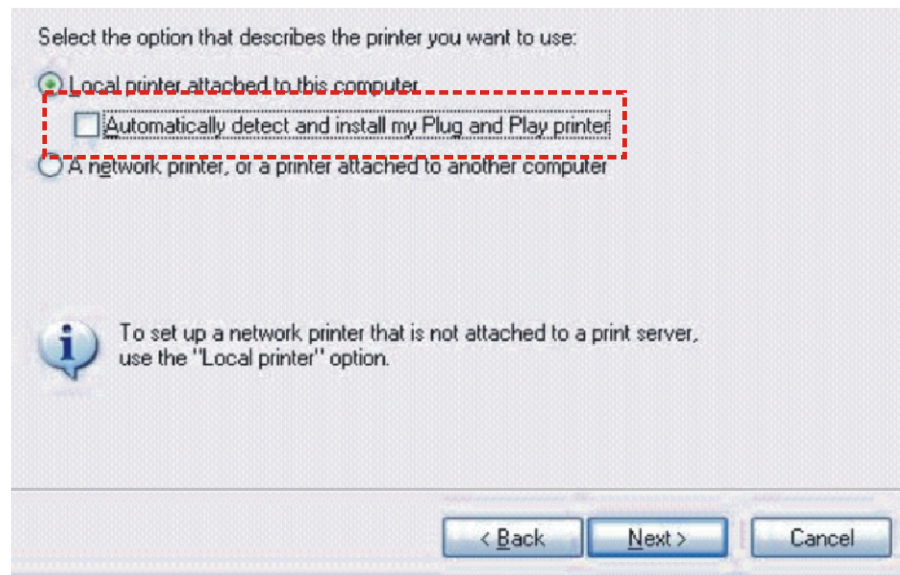 Select the option that describes the printer you want to use:
Local printer attached to this computer
Automatically detect and install my Plug and Play printer
A network printer, or a printer attached to another computer
To set up a network printer that is not attached to a print server,
use the "Local printer" option.
< Back Next > Cancel